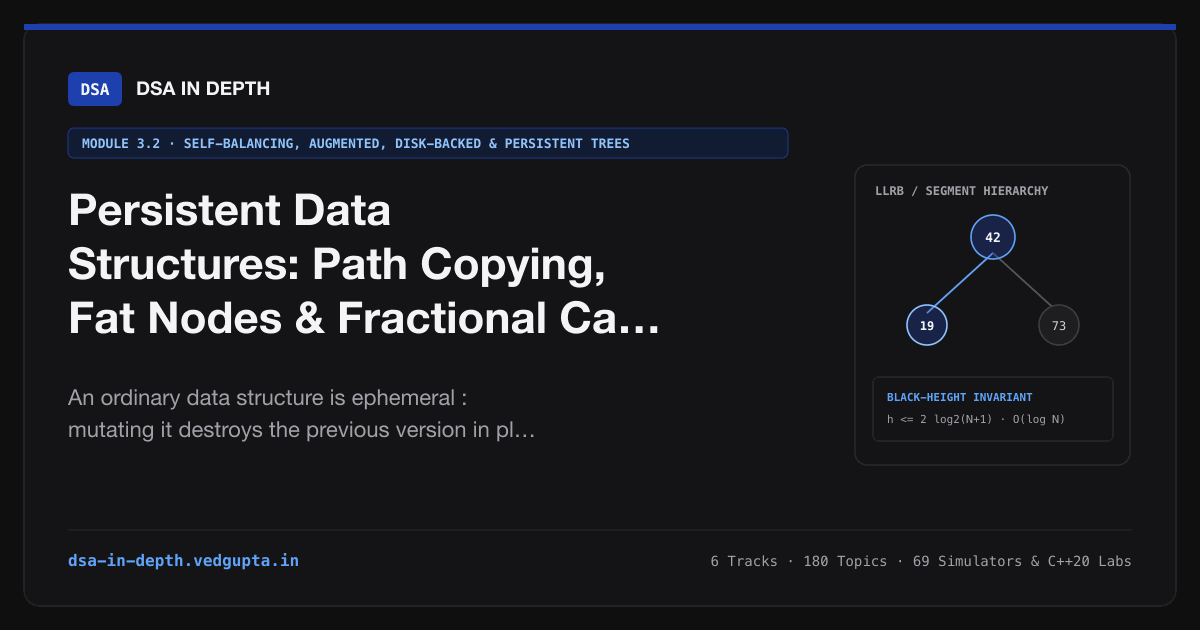 DSA DSA IN DEPTH
MODULE 3.2 · SELF-BALANCING, AUGMENTED, DISK-BACKED & PERSISTENT TREES
Persistent Data
Structures: Path Copying,
Fat Nodes & Fractional Ca...
An ordinary data structure is ephemeral :
mutating it destroys the previous version in pl...
LLRB / SEGMENT HIERARCHY
42
19 73
BLACK-HEIGHT INVARIANT
h <= 2 log2(N+1) · O(log N)
dsa-in-depth.vedgupta.in
6 Tracks · 180 Topics · 69 Simulators & C++20 Labs